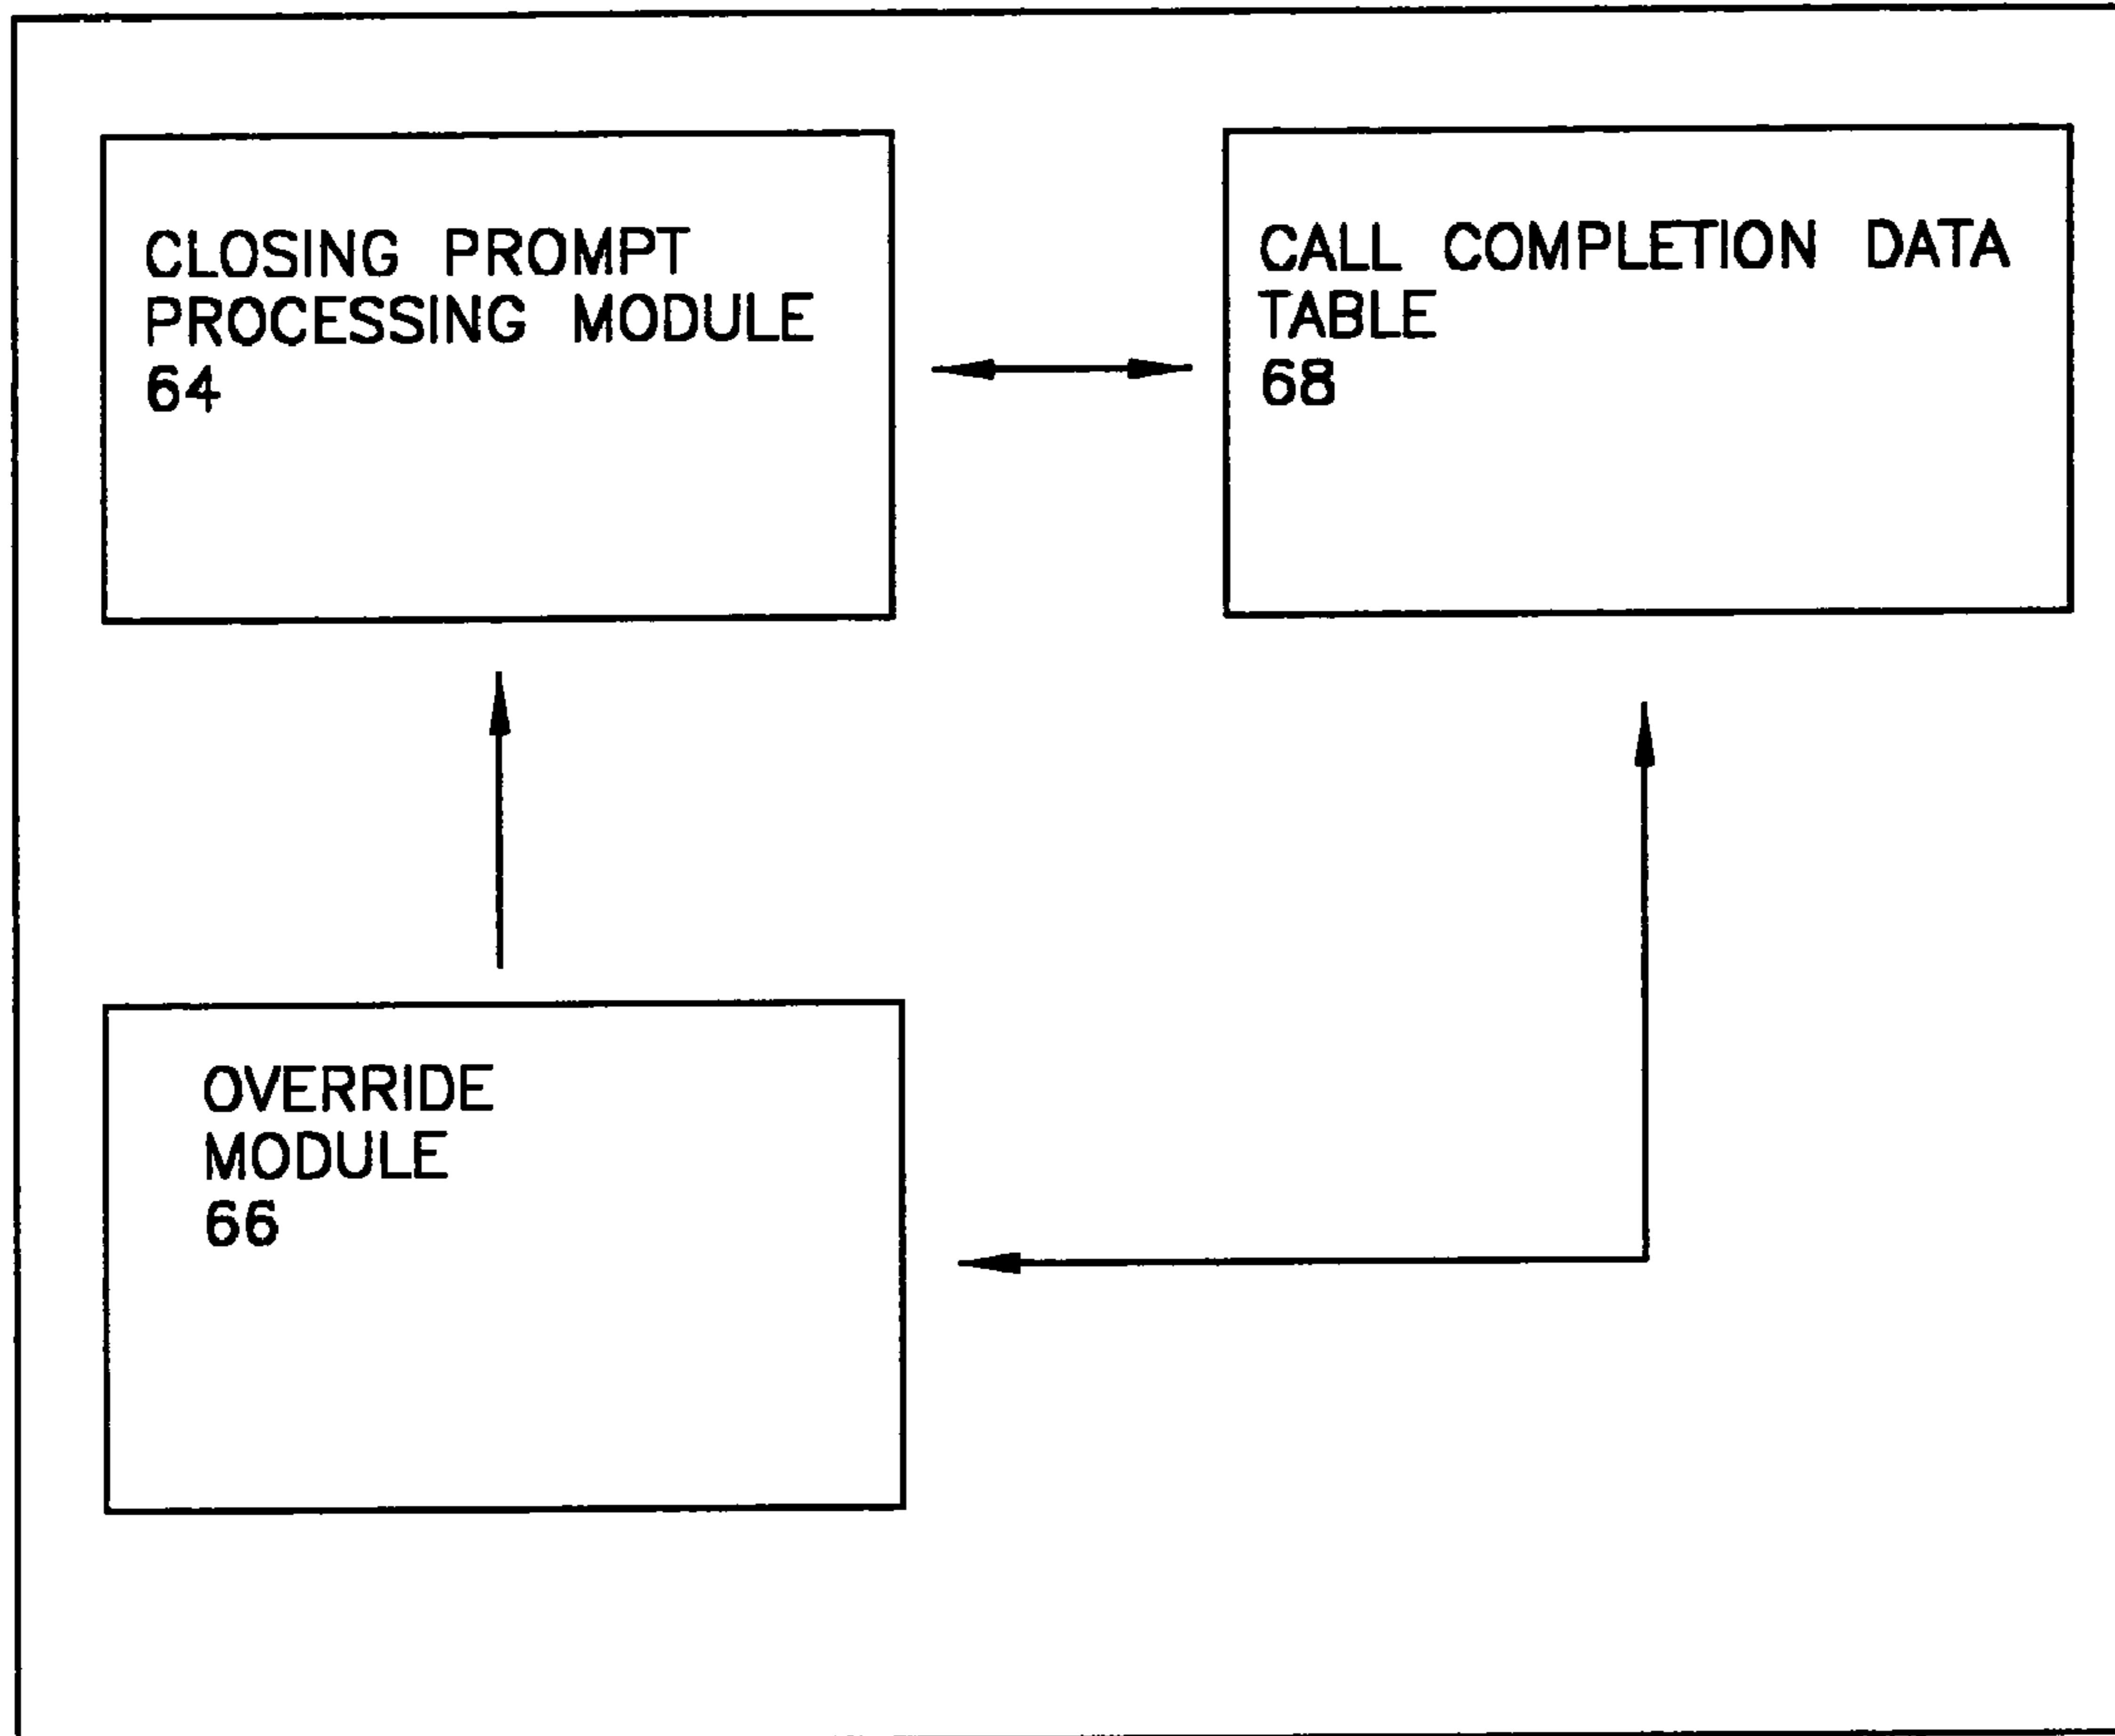 CLOSING PROMPT
PROCESSING MODULE
64
CALL COMPLETION DATA
TABLE
68
OVERRIDE
MODULE
66